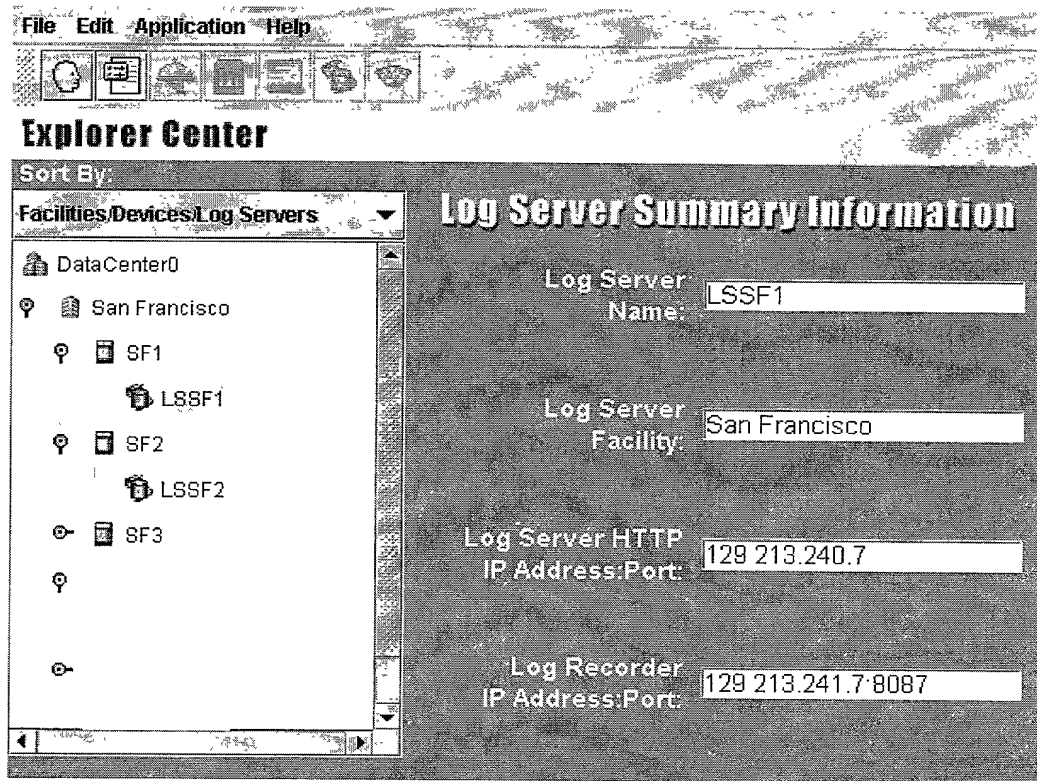 File Edit Application Help
Explorer Center
Sort By:
Facilities/Devices/Log Servers
DataCenter0
San Francisco
SF1
LSSF1
SF2
LSSF2
SF3
Log Server Summary Information
Log Server
Name:
LSSF1
Log Server
Facility:
San Francisco
Log Server HTTP
IP Address:Port:
129 213.240.7
Log Recorder
IP Address:Port:
129 213.241.7:8087